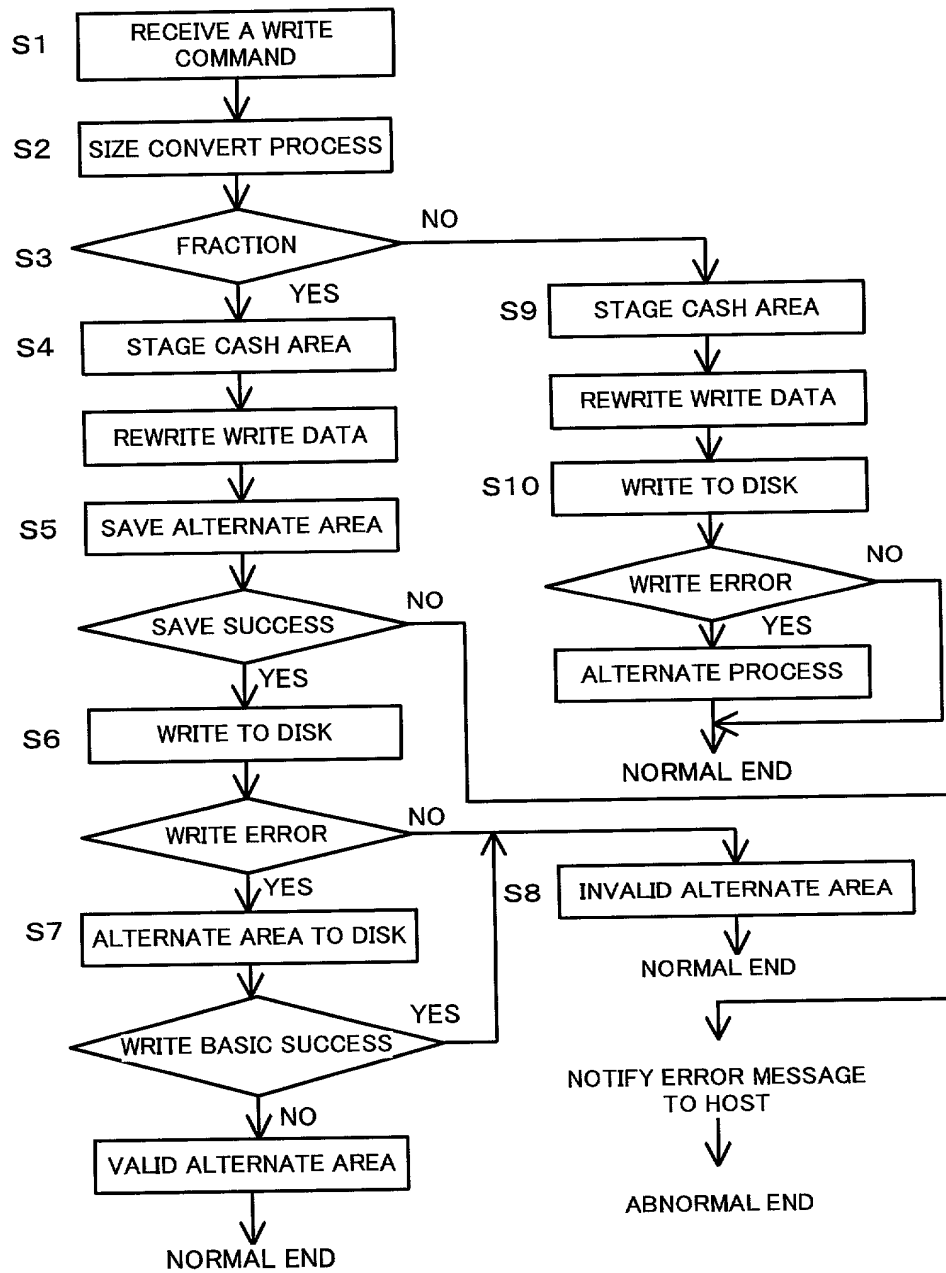 S1
RECEIVE A WRITE
COMMAND
S2
SIZE CONVERT PROCESS
S3
FRACTION
NO
YES
S4
STAGE CASH AREA
REWRITE WRITE DATA
S5
SAVE ALTERNATE AREA
SAVE SUCCESS
NO
YES
S6
WRITE TO DISK
WRITE ERROR
NO
YES
S7
ALTERNATE AREA TO DISK
WRITE BASIC SUCCESS
YES
NO
VALID ALTERNATE AREA
NORMAL END
S9
STAGE CASH AREA
REWRITE WRITE DATA
S10
WRITE TO DISK
WRITE ERROR
NO
YES
ALTERNATE PROCESS
NORMAL END
S8
INVALID ALTERNATE AREA
NORMAL END
NOTIFY ERROR MESSAGE
TO HOST
ABNORMAL END